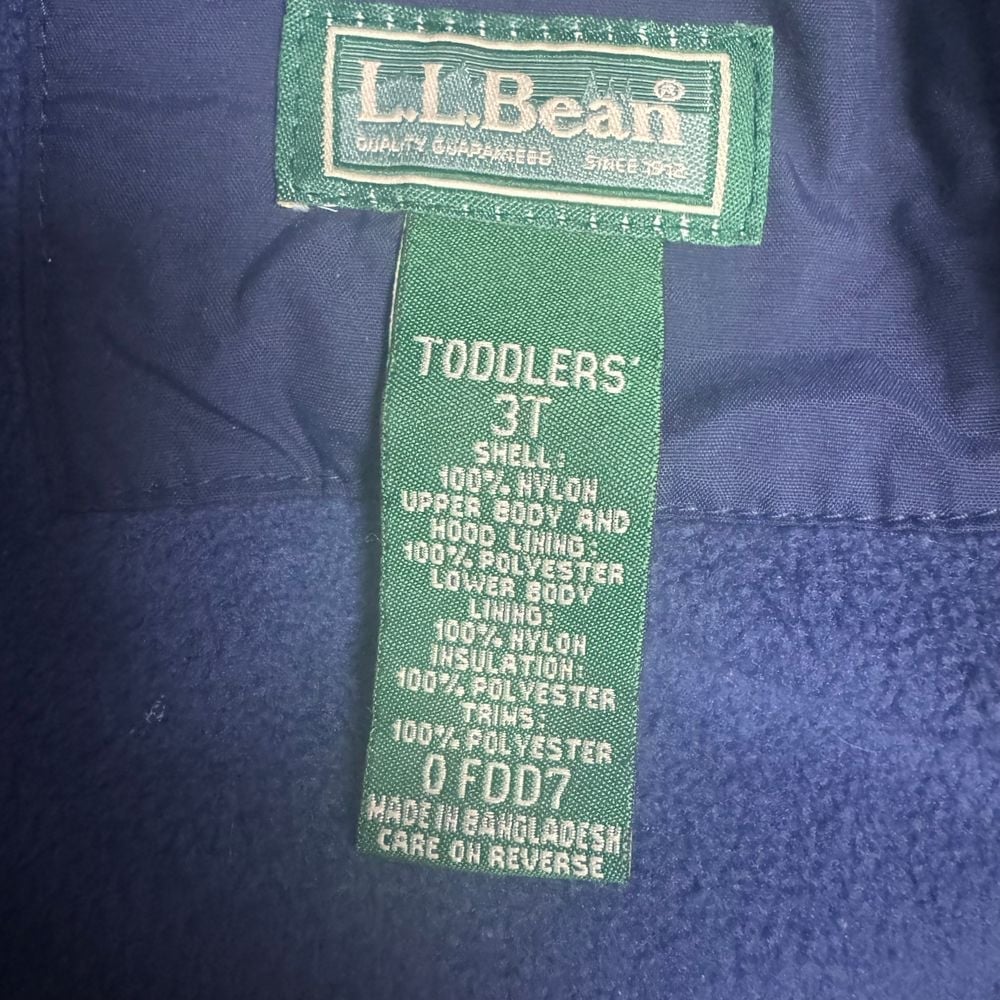 L.L.Bean®
QUALITY GUARANTEED SINCE 1912
TODDLERS'
3T
SHELL:
100% NYLON
UPPER BODY AND
HOOD LINING:
100% POLYESTER
LOWER BODY
LINING:
100% NYLON
INSULATION:
100% POLYESTER
TRIMS:
100% POLYESTER
0 FDD7
MADE IN BANGLADESH
CARE ON REVERSE